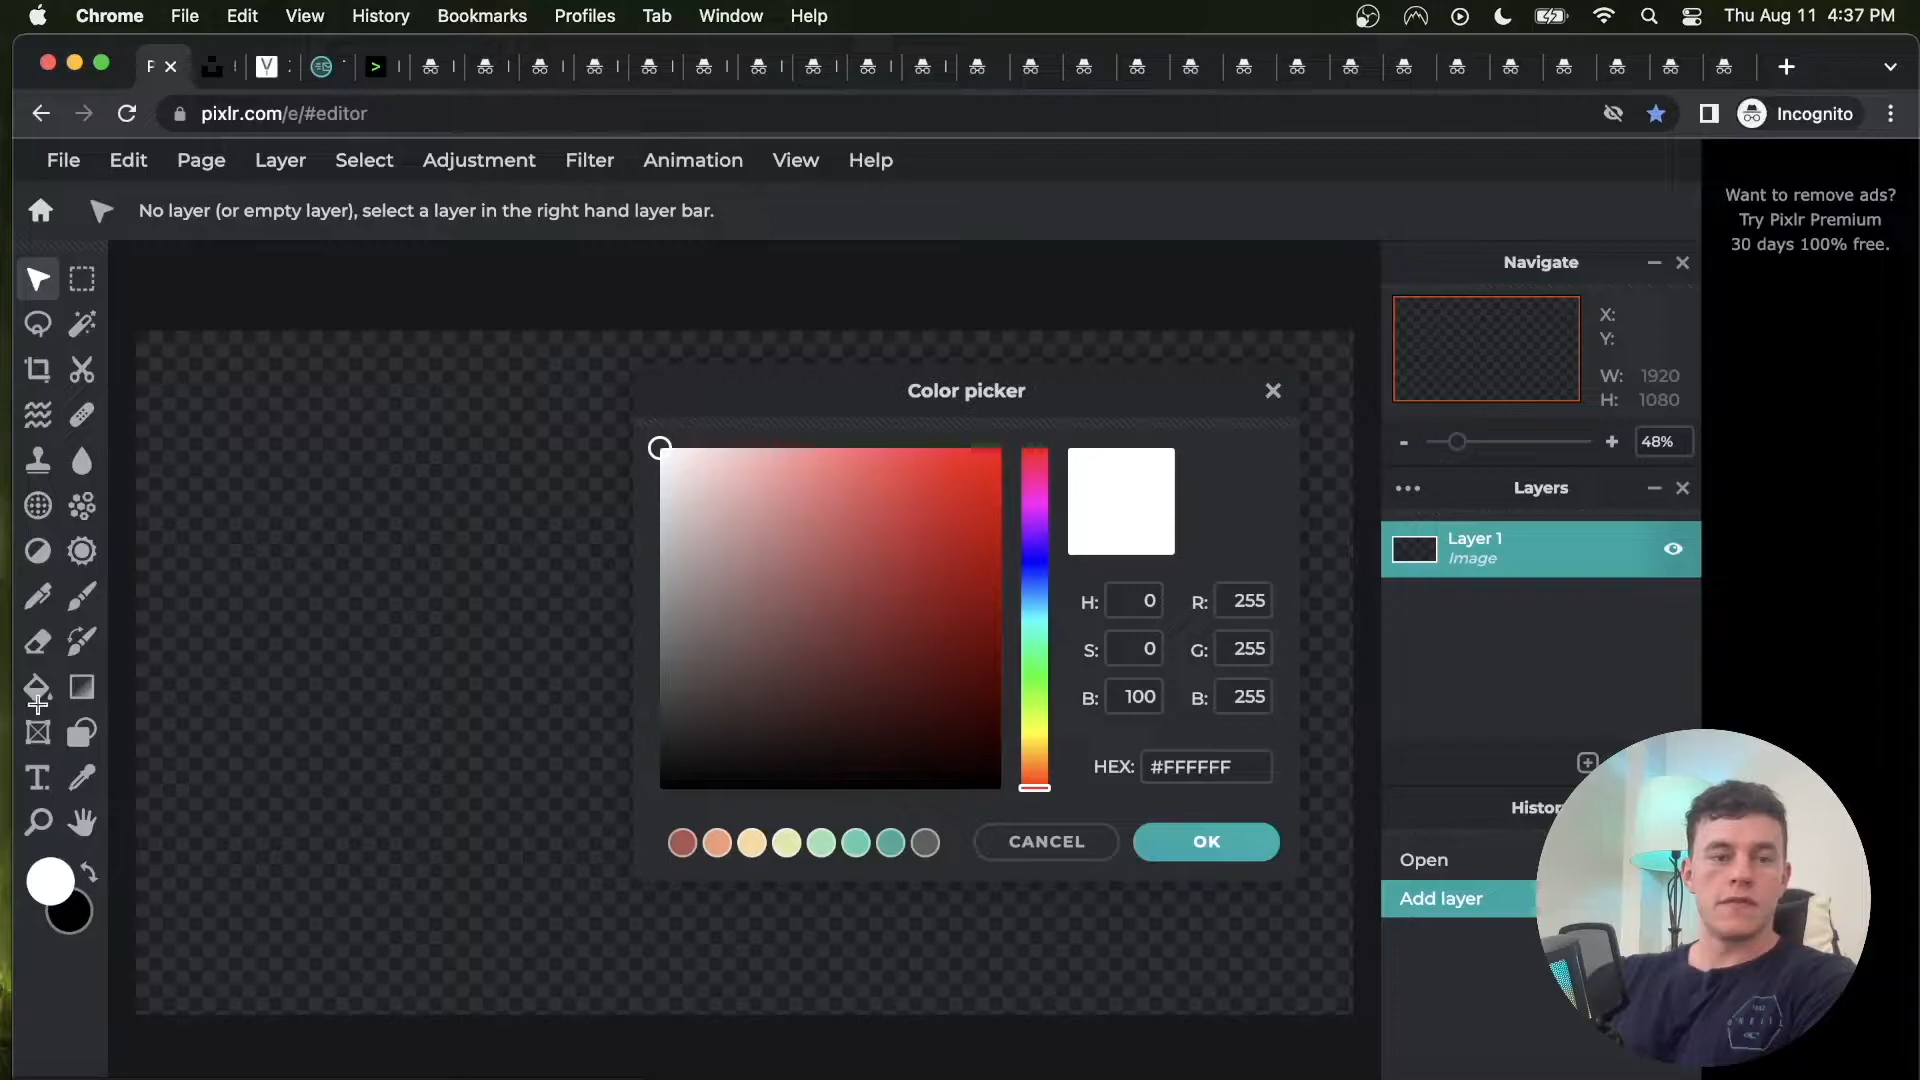 Chrome File Edit View History Bookmarks Profiles Tab Window Help Thu Aug 11 4:37 PM
pixlr.com/e/#editor Incognito
File Edit Page Layer Select Adjustment Filter Animation View Help
No layer (or empty layer), select a layer in the right hand layer bar.
Want to remove ads?
Try Pixlr Premium
30 days 100% free.
Navigate
X:
Y:
W: 1920
H: 1080
- + 48%
Layers
Layer 1
Image
Color picker
H: 0 R: 255
S: 0 G: 255
B: 100 B: 255
HEX: #FFFFFF
CANCEL OK
Open
Add layer